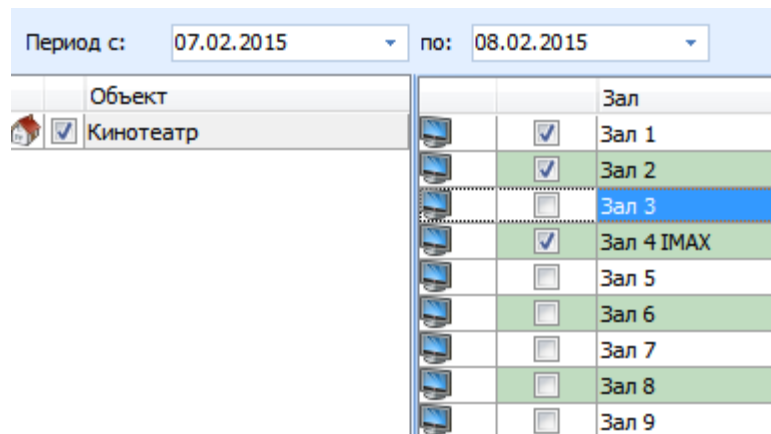 Период с: 07.02.2015 по: 08.02.2015
Объект
Кинотеатр
Зал
Зал 1
Зал 2
Зал 3
Зал 4 IMAX
Зал 5
Зал 6
Зал 7
Зал 8
Зал 9